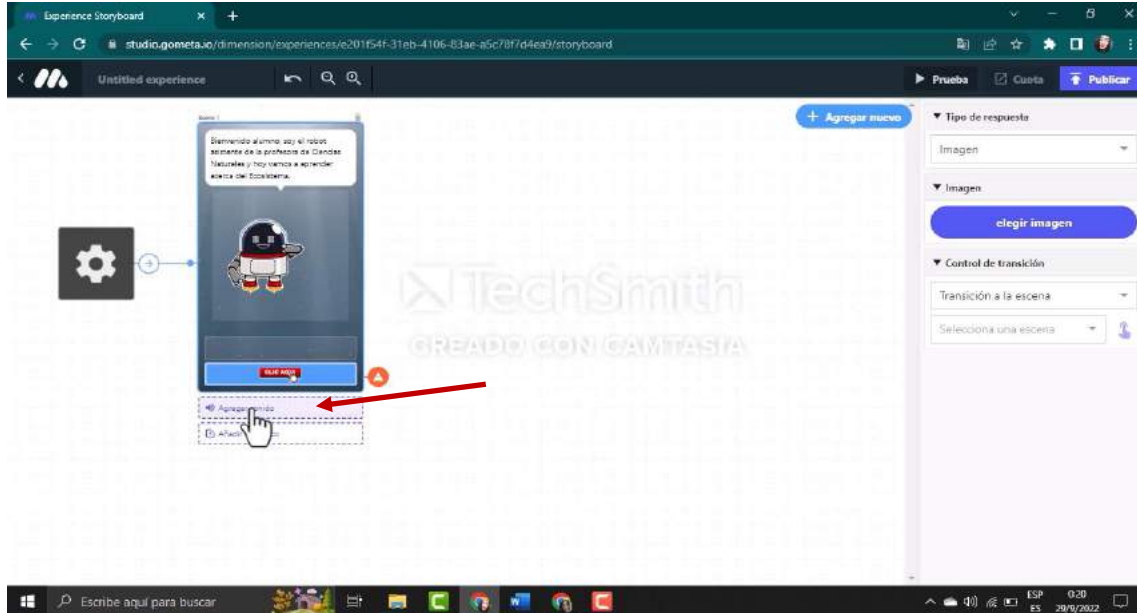 Experience Storyboard
studio.gometa.io/dimension/experiences/e201f54f-31eb-4106-83ae-a5c78f7d4ea9/storyboard
Untitled experience
Prueba
Cuota
Publicar
Agregar nuevo
Bienvenido alumno, soy el robot
asistente de la profesora de Ciencias
Naturales y hoy vamos a aprender
acerca del Ecosistema.
Tipo de respuesta
Imagen
Imagen
elegir imagen
Control de transición
Transición a la escena
Selecciona una escena
TechSmith
CREADO CON CAMTASIA
Escribe aquí para buscar
ESP
ES
0:20
29/9/2022